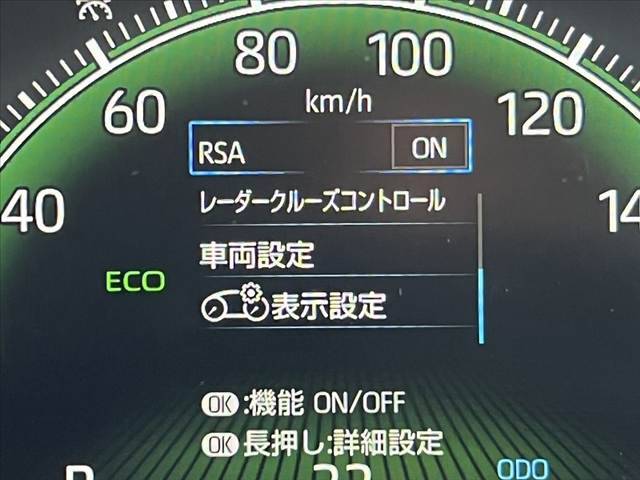 80 100
60 km/h 120
RSA ON
レーダークルーズコントロール
40
車両設定
ECO
表示設定
OK:機能 ON/OFF
OK 長押し:詳細設定
ODO